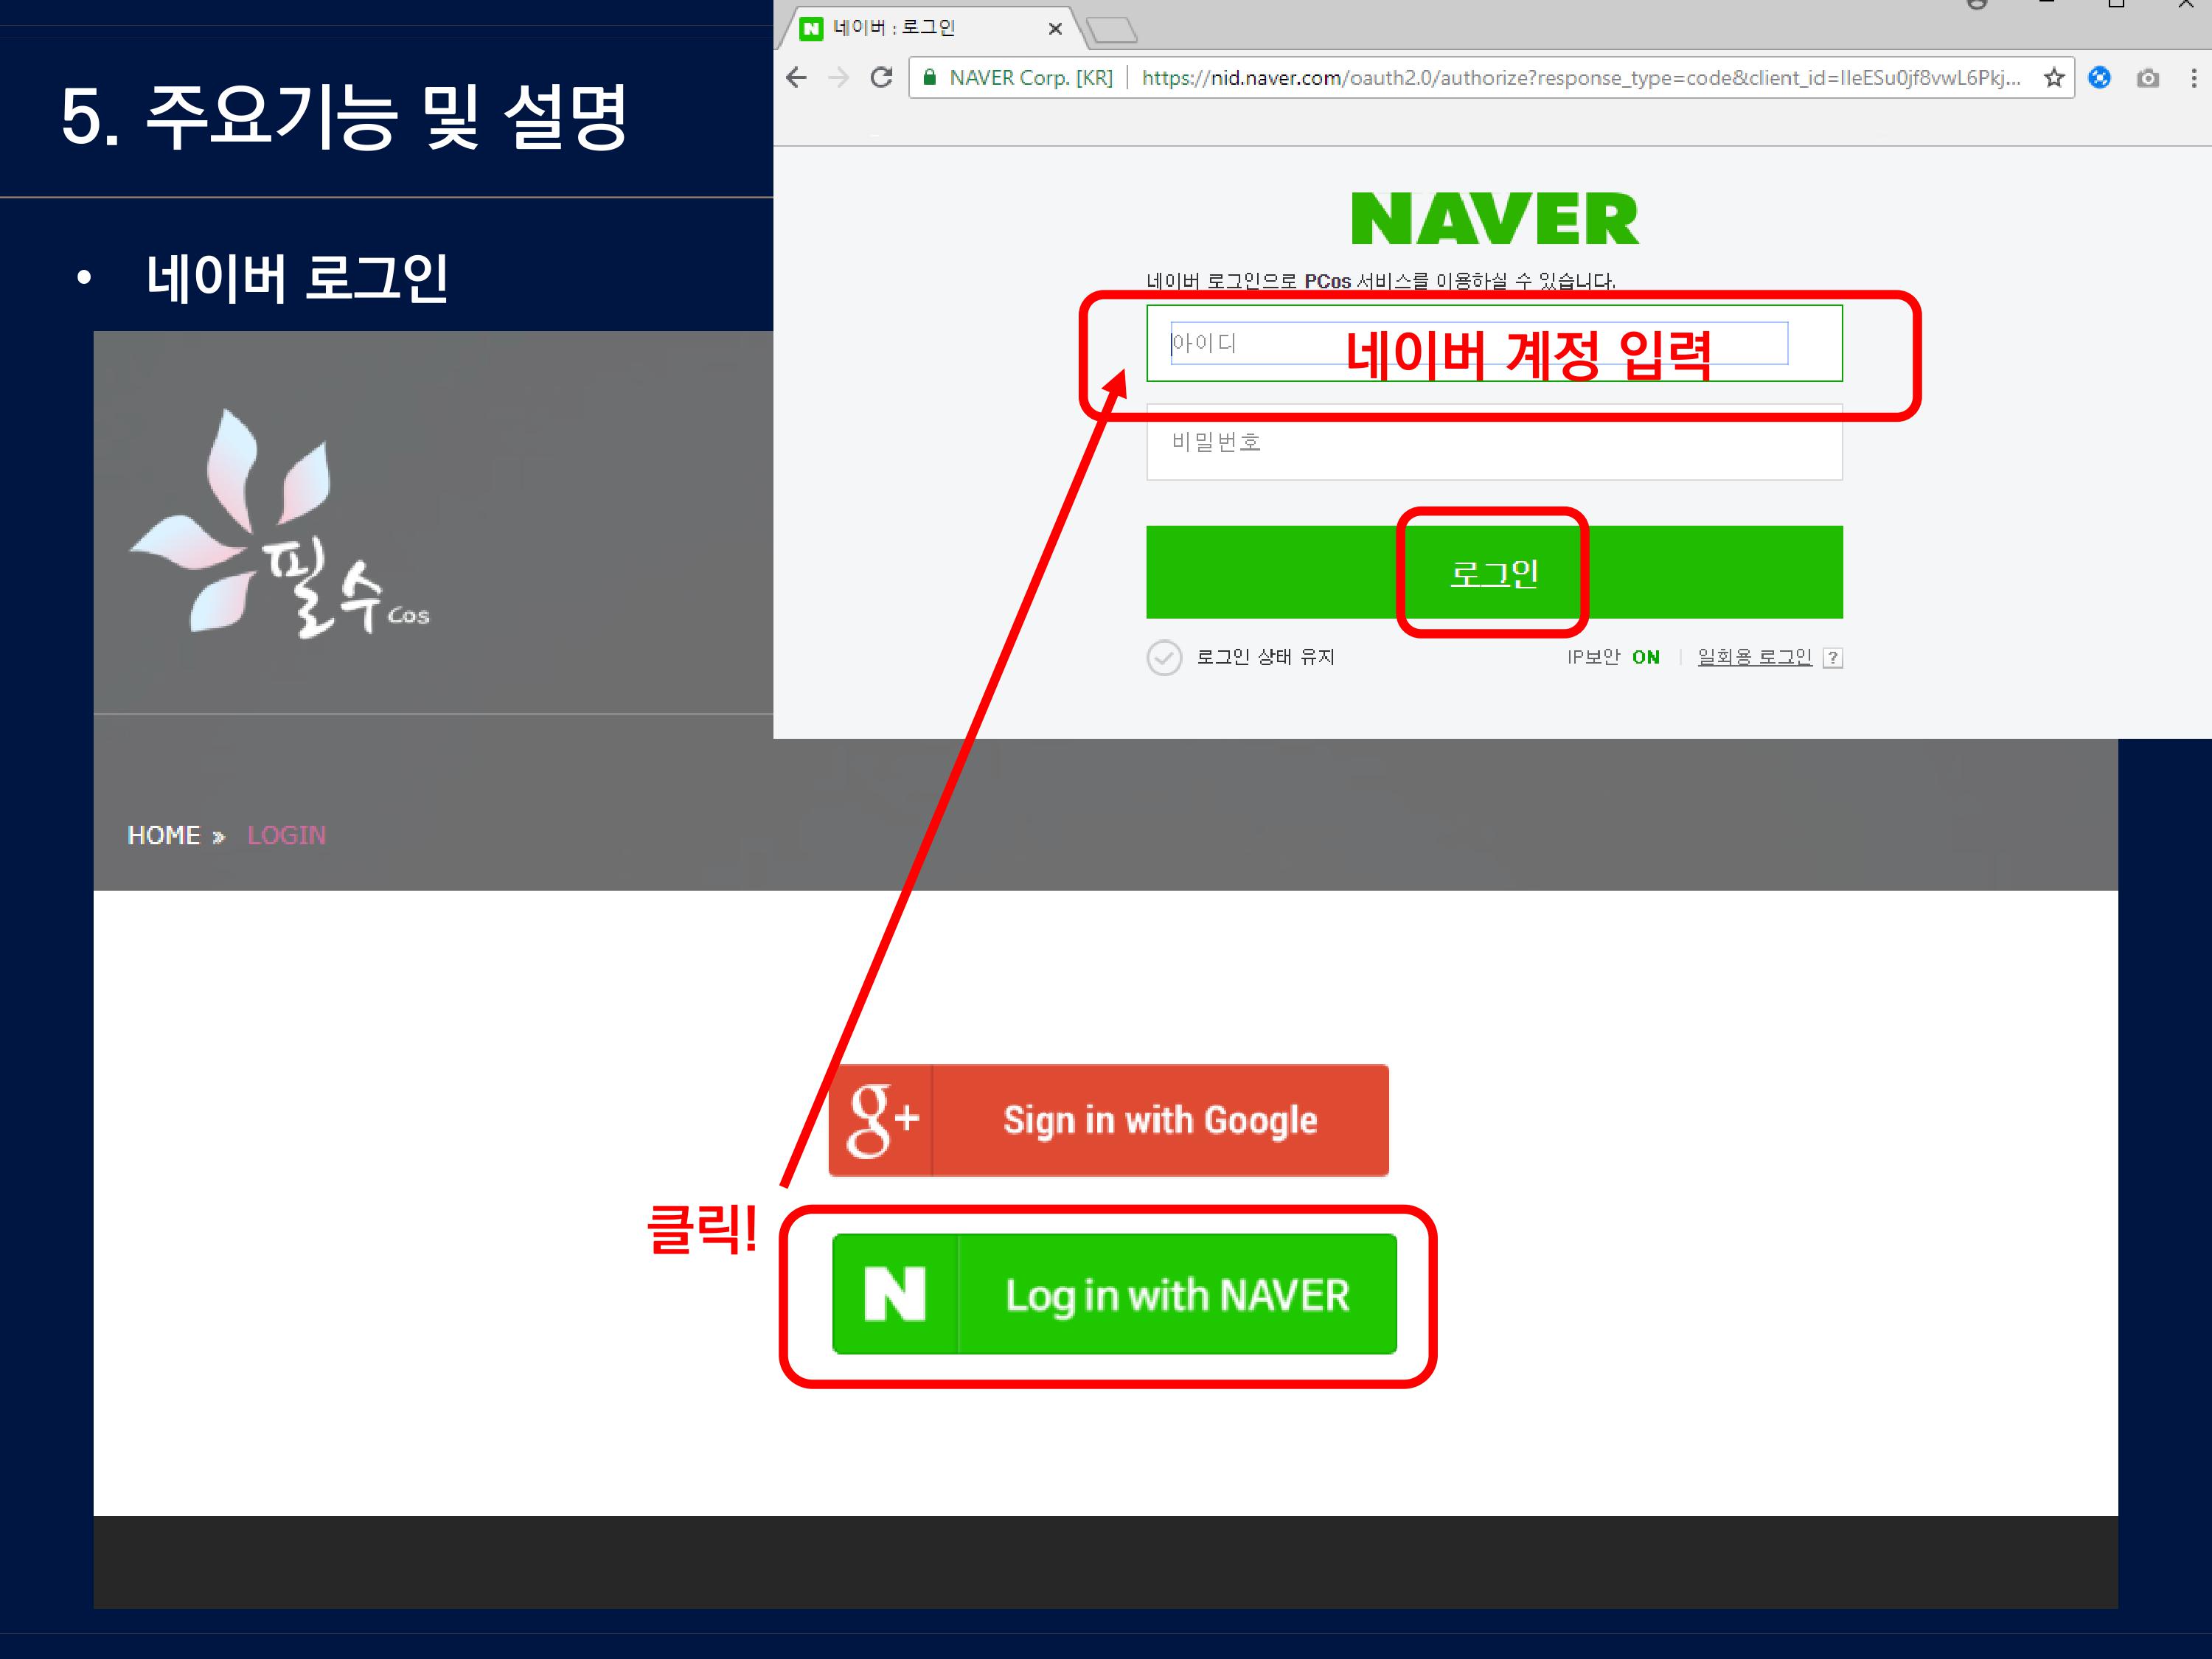 5. 주요기능 및 설명
• 네이버 로그인
네이버 : 로그인
NAVER Corp. [KR] | https://nid.naver.com/oauth2.0/authorize?response_type=code&client_id=IleESu0jf8vwL6Pkj...
NAVER
네이버 로그인으로 PCos 서비스를 이용하실 수 있습니다.
아이디
네이버 계정 입력
비밀번호
로그인
로그인 상태 유지
IP보안 ON | 일회용 로그인 ?
필수 Cos
HOME » LOGIN
g+ Sign in with Google
클릭!
N Log in with NAVER